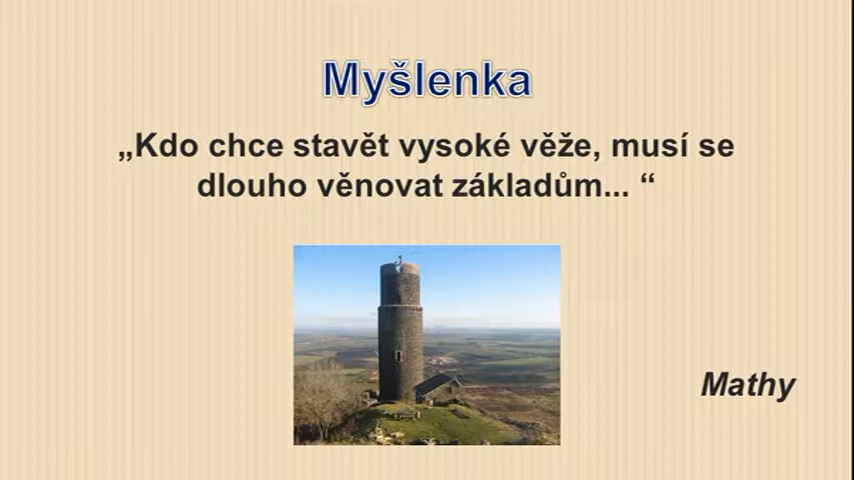 Myšlenka
„Kdo chce stavět vysoké věže, musí se
dlouho věnovat základům... “
Mathy